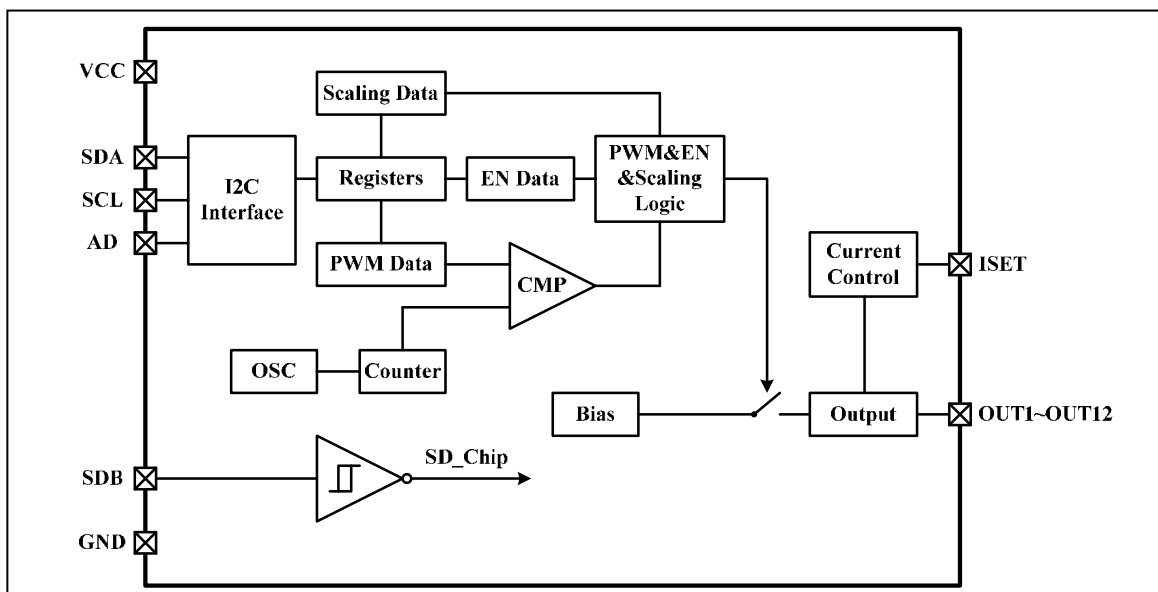 VCC
SDA
SCL
AD
SDB
GND
I2C
Interface
Scaling Data
Registers
PWM Data
EN Data
PWM&EN
&Scaling
Logic
CMP
OSC
Counter
Bias
SD_Chip
Current
Control
Output
ISET
OUT1~OUT12